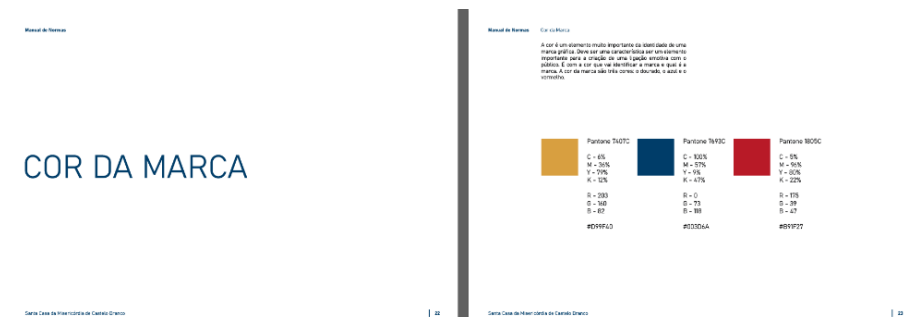 Manual de Normas
COR DA MARCA
Santa Casa da Misericórdia de Castelo Branco
22
Manual de Normas
Cor da Marca
A cor é um elemento muito importante da identidade de uma
marca gráfica. Deve ser uma característica ser um elemento
importante para a criação de uma ligação emotiva com o
público. É com a cor que vai identificar a marca e qual é a
marca. A cor da marca são três cores: o dourado, o azul e o
vermelho.
Pantone 7407C
C - 6%
M - 36%
Y - 79%
K - 12%
R - 203
G - 160
B - 82
#D99F40
Pantone 7693C
C - 100%
M - 57%
Y - 9%
K - 47%
R - 0
G - 73
B - 118
#003D6A
Pantone 1805C
C - 5%
M - 96%
Y - 80%
K - 22%
R - 175
G - 39
B - 47
#B91F27
Santa Casa da Misericórdia de Castelo Branco
23